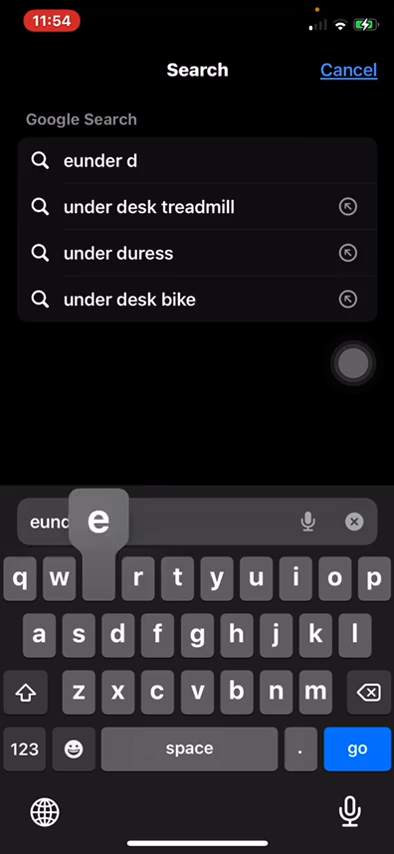 11:54
Search
Cancel
Google Search
eunder d
under desk treadmill
under duress
under desk bike
eund
e
q w r t y u i o p
a s d f g h j k l
z x c v b n m
123 space . go